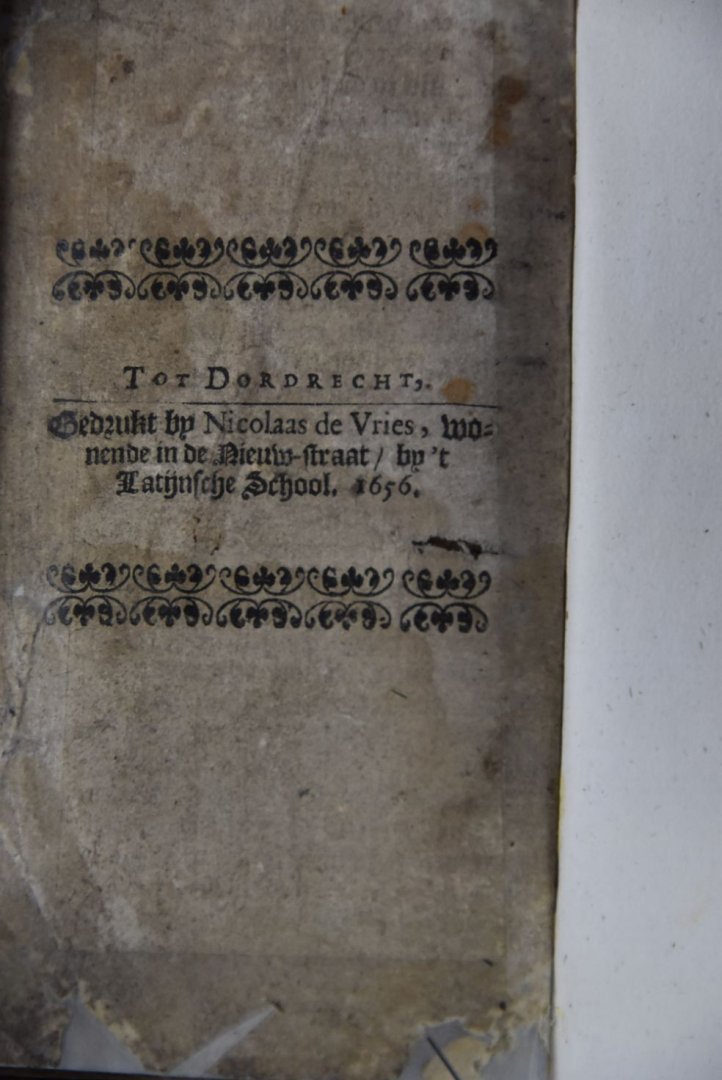 TOT DORDRECHT,
Gedrukt by Nicolaas de Vries, wo-
nende in de Nieuw-straat / by 't
Latijnsche School. 1656.